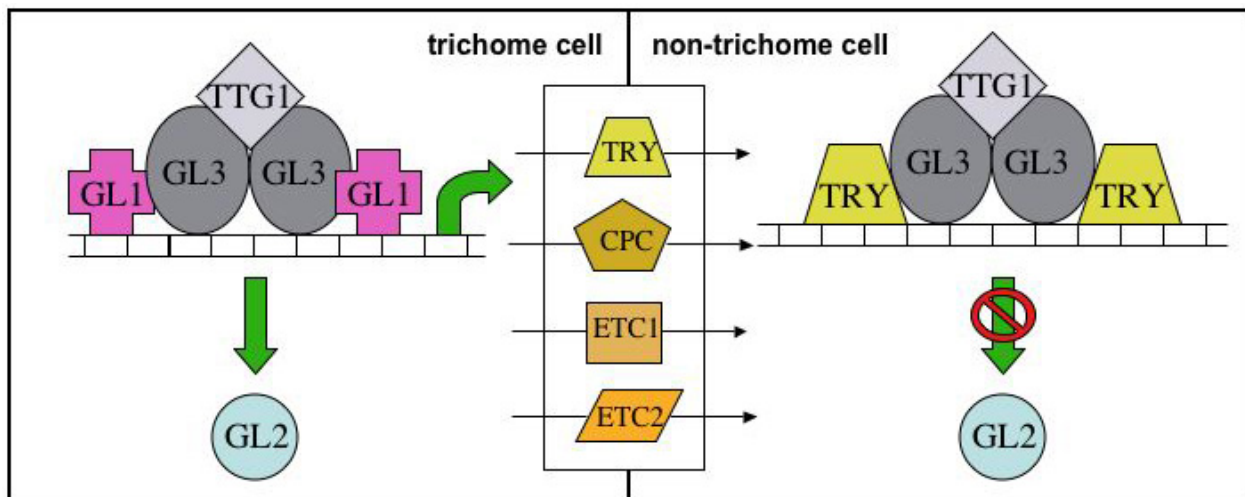 trichome cell
non-trichome cell
TTG1
GL3 GL3
GL1 GL1
GL2
TRY
CPC
ETC1
ETC2
TTG1
GL3 GL3
TRY TRY
GL2